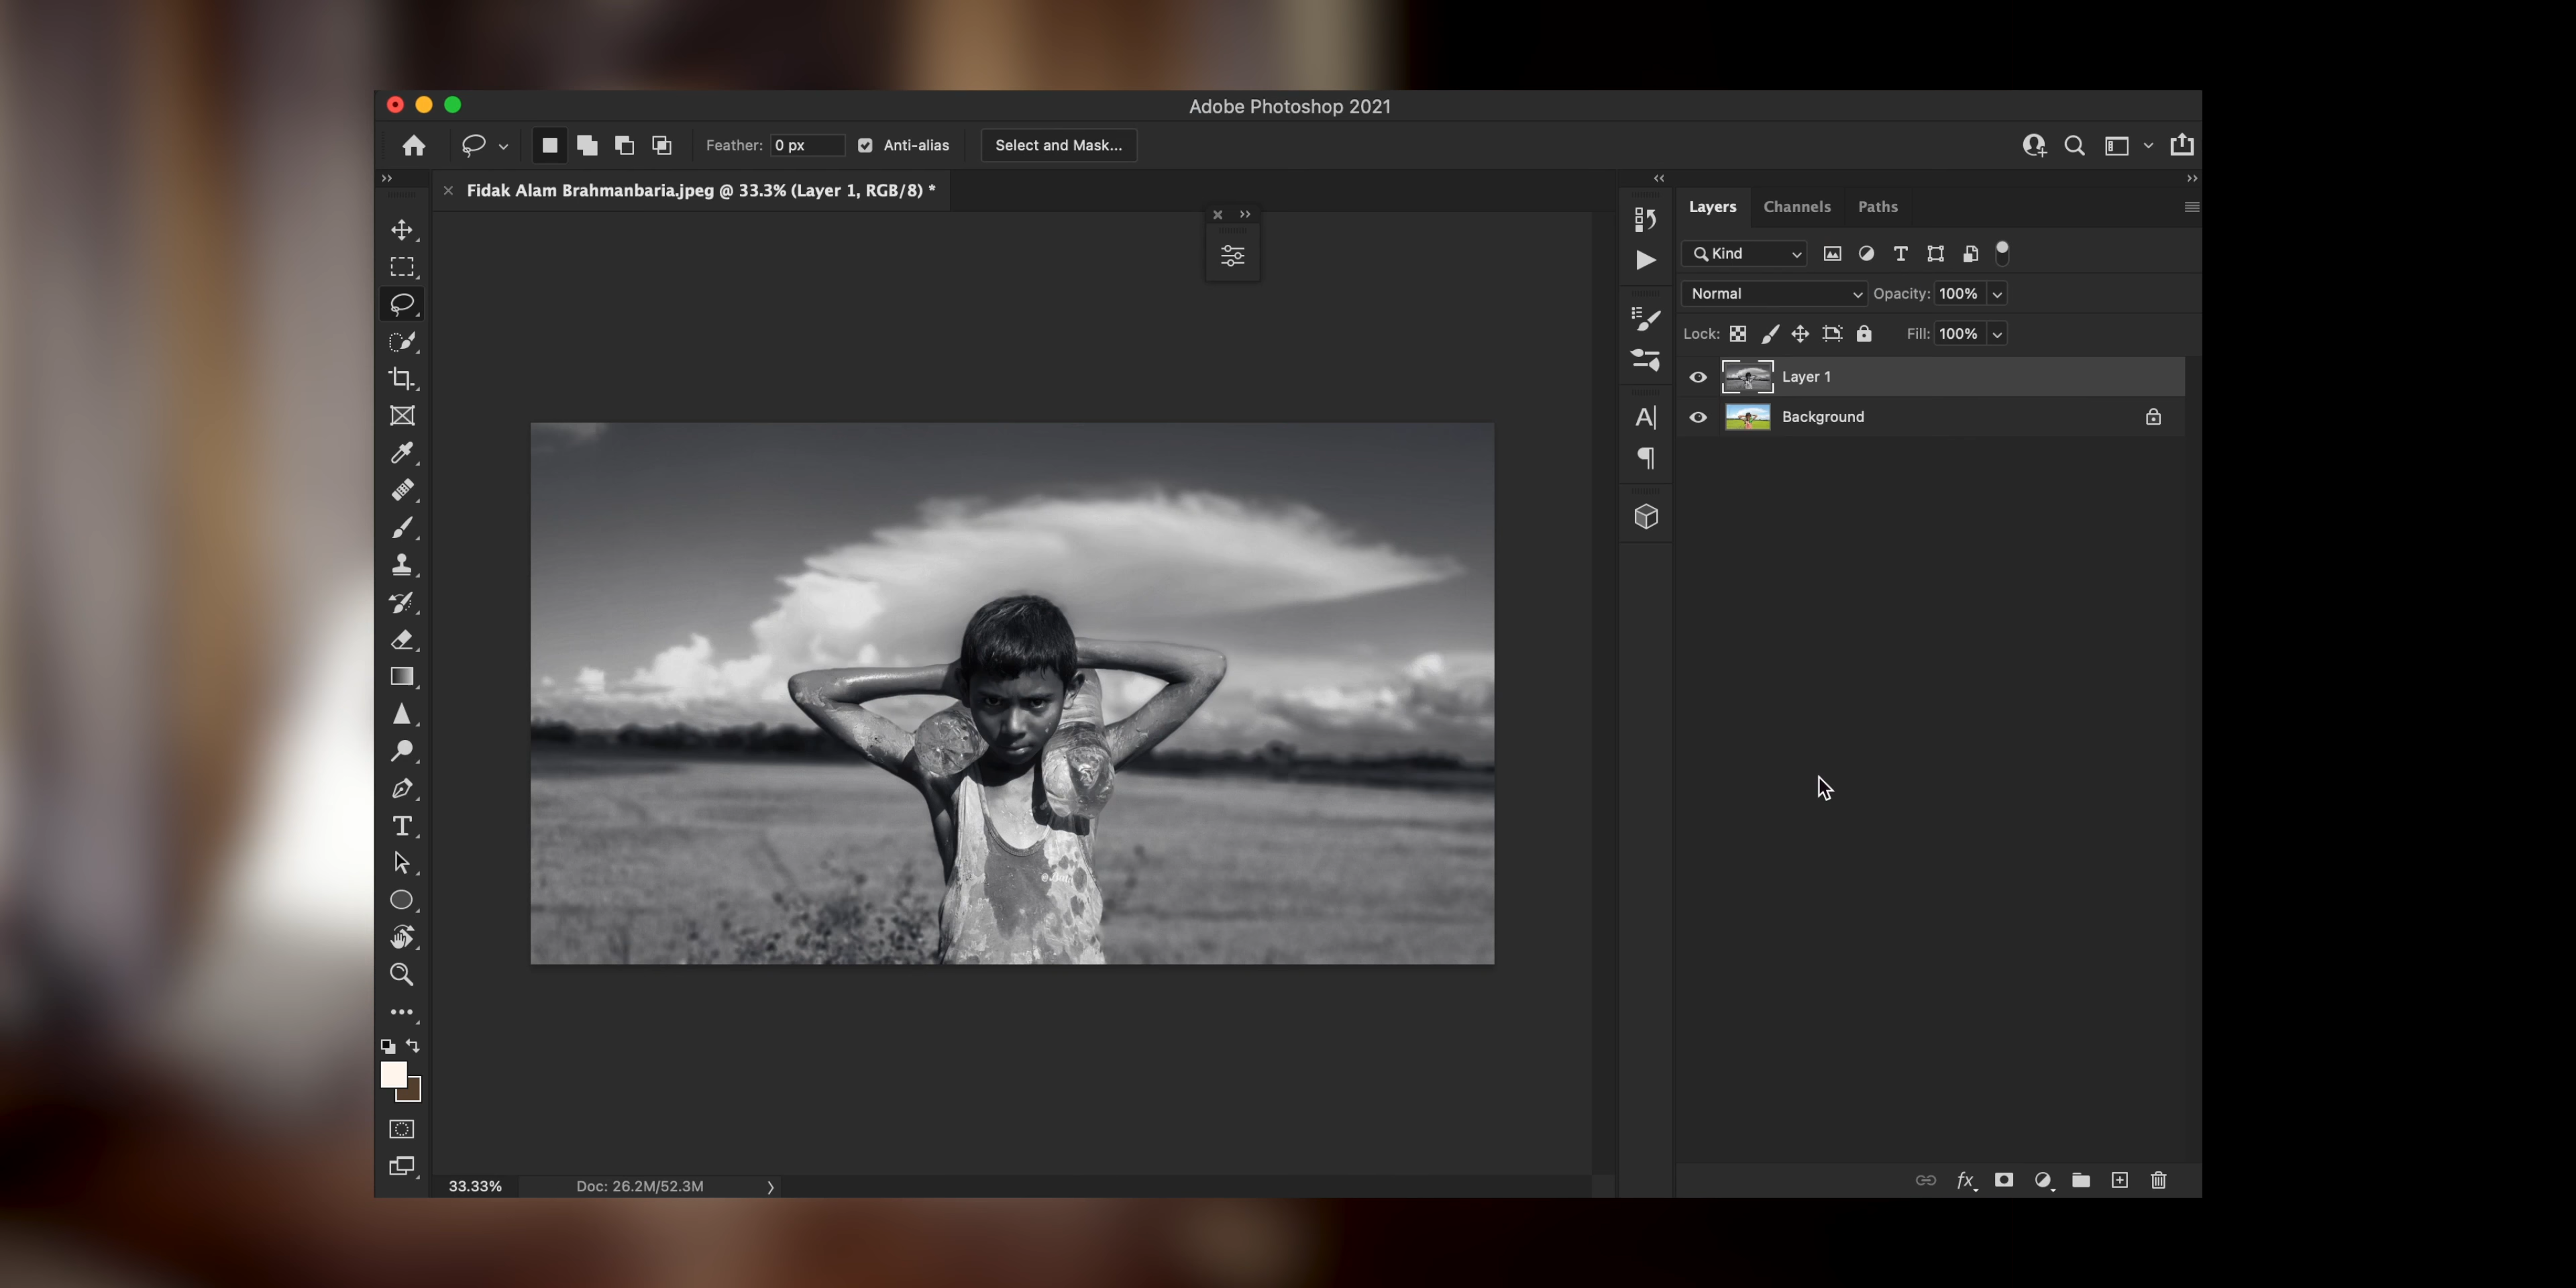 Adobe Photoshop 2021
Feather: 0 px Anti-alias Select and Mask...
Fidak Alam Brahmanbaria.jpeg @ 33.3% (Layer 1, RGB/8) *
Layers Channels Paths
Kind
Normal Opacity: 100%
Lock: Fill: 100%
Layer 1
Background
33.33% Doc: 26.2M/52.3M